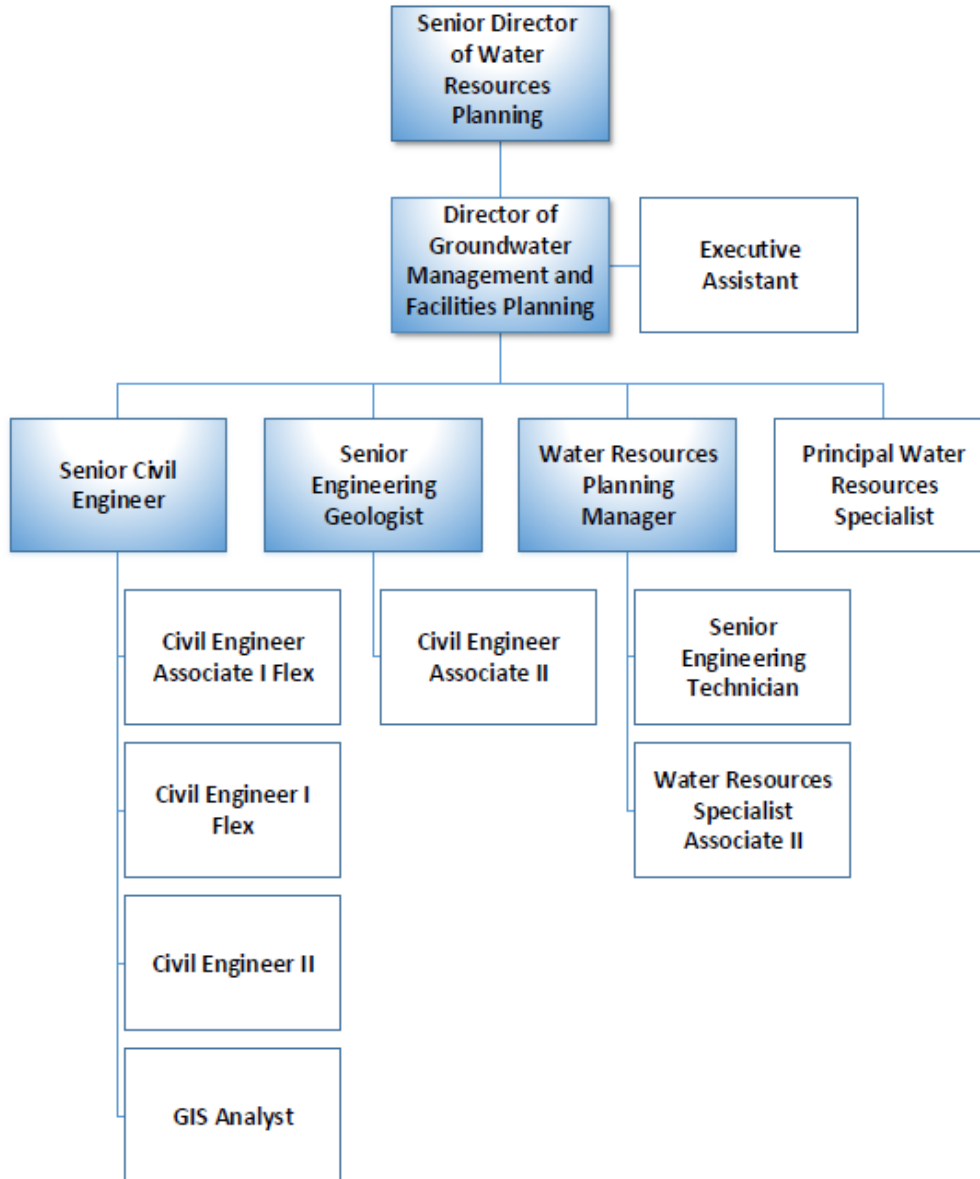 Senior Director
of Water
Resources
Planning
Director of
Groundwater
Management and
Facilities Planning
Executive
Assistant
Senior Civil
Engineer
Senior
Engineering
Geologist
Water Resources
Planning
Manager
Principal Water
Resources
Specialist
Civil Engineer
Associate I Flex
Civil Engineer I
Flex
Civil Engineer II
GIS Analyst
Civil Engineer
Associate II
Senior
Engineering
Technician
Water Resources
Specialist
Associate II